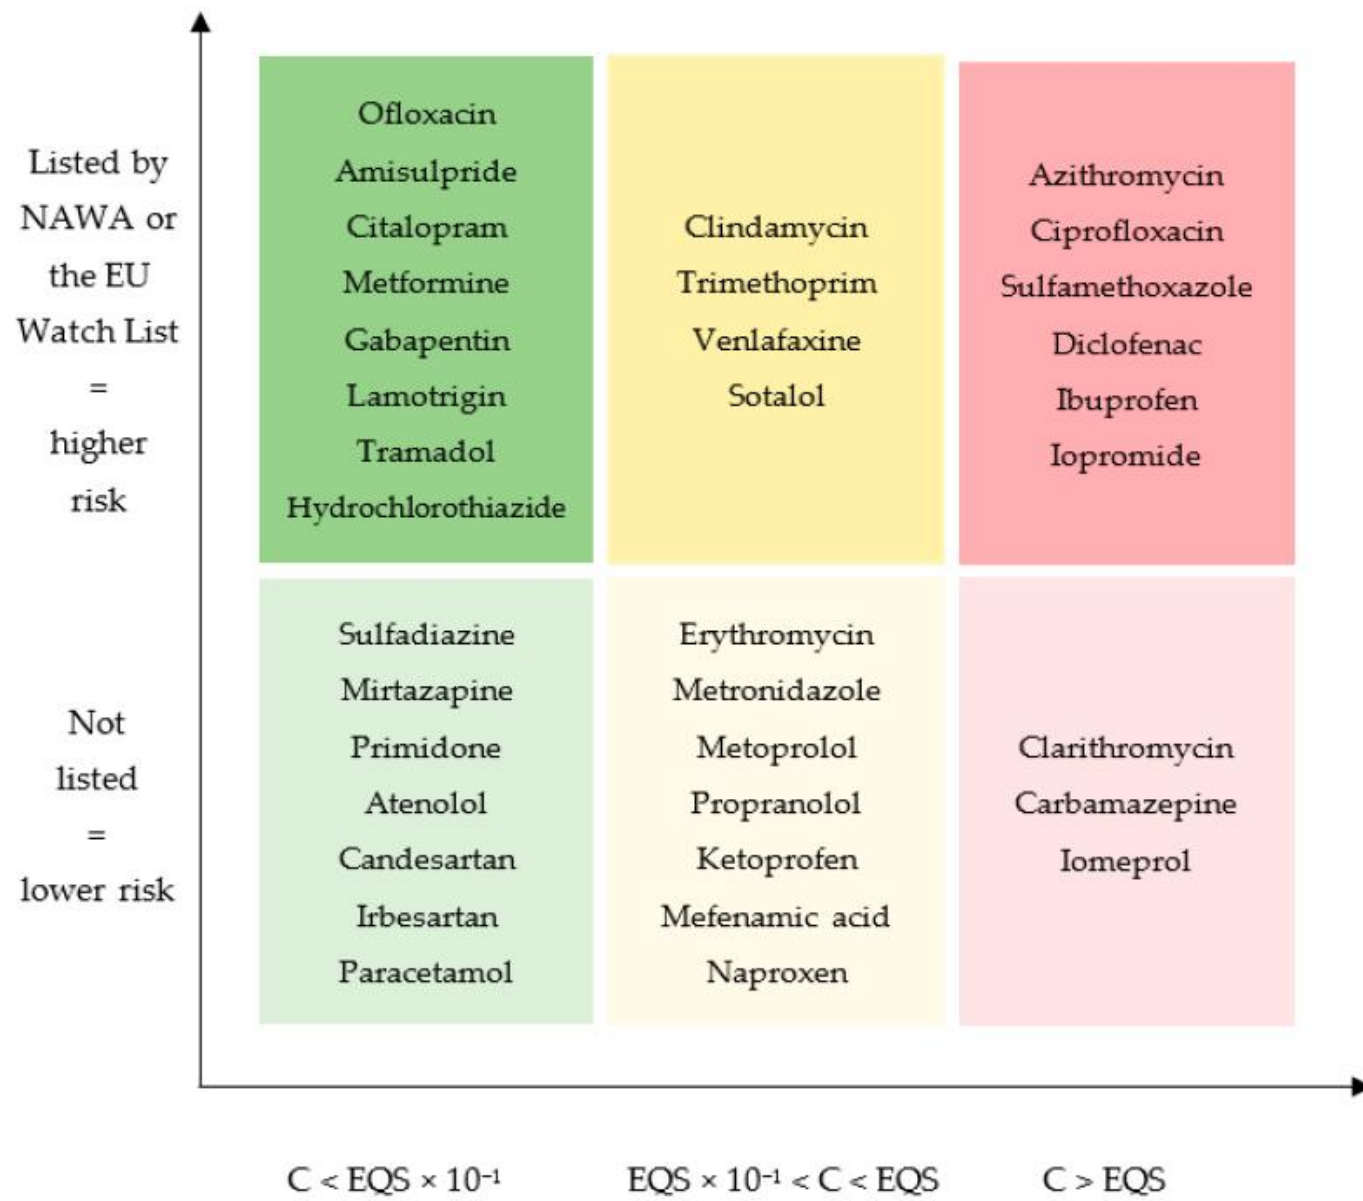 Listed by
NAWA or
the EU
Watch List
=
higher
risk
Ofloxacin
Amisulpride
Citalopram
Metformine
Gabapentin
Lamotrigin
Tramadol
Hydrochlorothiazide
Clindamycin
Trimethoprim
Venlafaxine
Sotalol
Azithromycin
Ciprofloxacin
Sulfamethoxazole
Diclofenac
Ibuprofen
Iopromide
Not
listed
=
lower risk
Sulfadiazine
Mirtazapine
Primidone
Atenolol
Candesartan
Irbesartan
Paracetamol
Erythromycin
Metronidazole
Metoprolol
Propranolol
Ketoprofen
Mefenamic acid
Naproxen
Clarithromycin
Carbamazepine
Iomeprol
C < EQS × 10⁻¹
EQS × 10⁻¹ < C < EQS
C > EQS